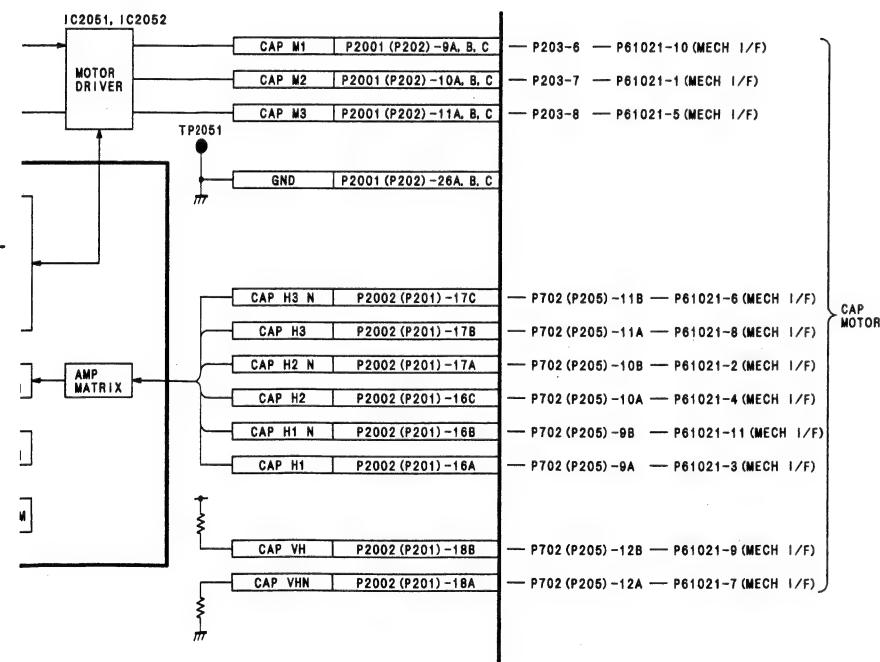 IC2051, IC2052
MOTOR DRIVER
CAP M1 P2001(P202)-9A, B, C P203-6 P61021-10(MECH I/F)
CAP M2 P2001(P202)-10A, B, C P203-7 P61021-1(MECH I/F)
CAP M3 P2001(P202)-11A, B, C P203-8 P61021-5(MECH I/F)
TP2051
GND P2001(P202)-26A, B, C
CAP H3 N P2002(P201)-17C P702(P205)-11B P61021-6(MECH I/F)
CAP MOTOR
CAP H3 P2002(P201)-17B P702(P205)-11A P61021-8(MECH I/F)
CAP H2 N P2002(P201)-17A P702(P205)-10B P61021-2(MECH I/F)
AMP MATRIX
CAP H2 P2002(P201)-16C P702(P205)-10A P61021-4(MECH I/F)
CAP H1 N P2002(P201)-16B P702(P205)-9B P61021-11(MECH I/F)
CAP H1 P2002(P201)-16A P702(P205)-9A P61021-3(MECH I/F)
M
CAP VH P2002(P201)-18B P702(P205)-12B P61021-9(MECH I/F)
CAP VHN P2002(P201)-18A P702(P205)-12A P61021-7(MECH I/F)